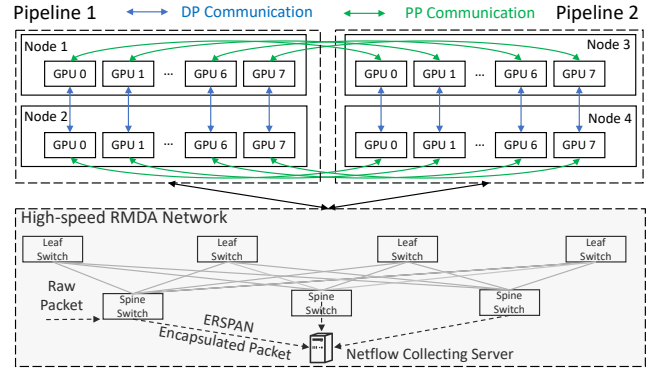 Pipeline 1
DP Communication
PP Communication
Pipeline 2
Node 1
Node 3
GPU 0
GPU 1
...
GPU 6
GPU 7
GPU 0
GPU 1
...
GPU 6
GPU 7
Node 2
Node 4
GPU 0
GPU 1
...
GPU 6
GPU 7
GPU 0
GPU 1
...
GPU 6
GPU 7
High-speed RMDA Network
Leaf
Switch
Leaf
Switch
Leaf
Switch
Leaf
Switch
Raw
Packet
Spine
Switch
Spine
Switch
Spine
Switch
ERSPAN
Encapsulated Packet
Netflow Collecting Server